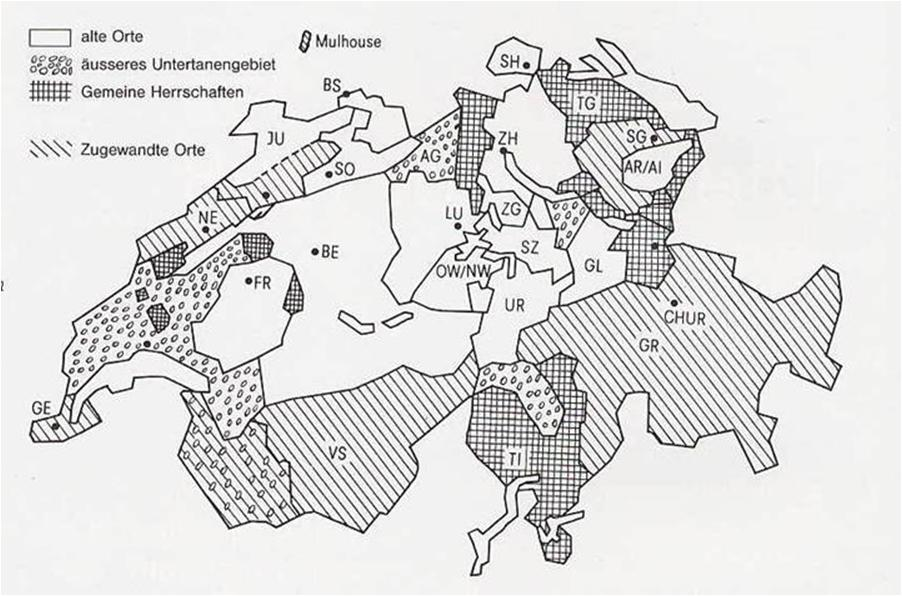 alte Orte
äusseres Untertanengebiet
Gemeine Herrschaften
Zugewandte Orte
Mulhouse
SH
BS
TG
JU
ZH
SG
AG
SO
AR/AI
NE
LU
ZG
BE
SZ
OW/NW
GL
FR
UR
CHUR
GR
GE
VS
TI